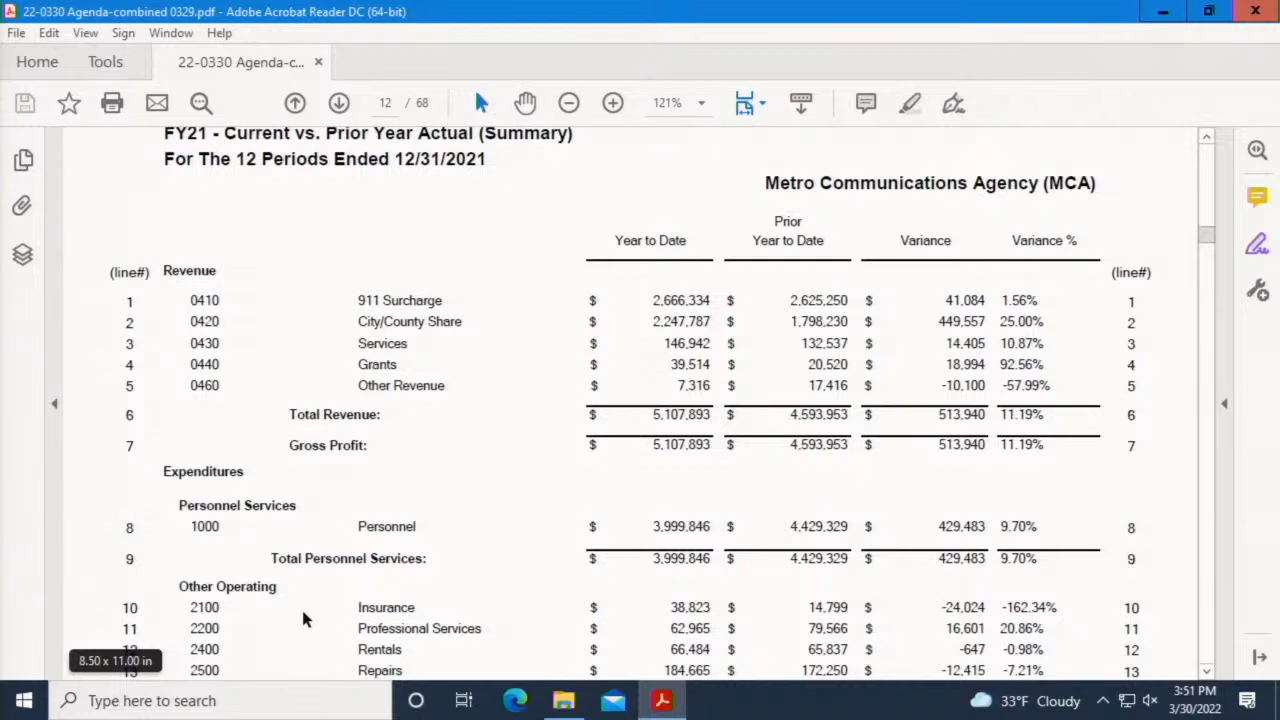 22-0330 Agenda-combined 0329.pdf - Adobe Acrobat Reader DC (64-bit)
File Edit View Sign Window Help
Home Tools 22-0330 Agenda-c... ×
12 / 68 121%
FY21 - Current vs. Prior Year Actual (Summary)
For The 12 Periods Ended 12/31/2021
Metro Communications Agency (MCA)
Prior
Year to Date Year to Date Variance Variance %
(line#) Revenue (line#)
1 0410 911 Surcharge $ 2,666,334 $ 2,625,250 $ 41,084 1.56% 1
2 0420 City/County Share $ 2,247,787 $ 1,798,230 $ 449,557 25.00% 2
3 0430 Services $ 146,942 $ 132,537 $ 14,405 10.87% 3
4 0440 Grants $ 39,514 $ 20,520 $ 18,994 92.56% 4
5 0460 Other Revenue $ 7,316 $ 17,416 $ -10,100 -57.99% 5
6 Total Revenue: $ 5,107,893 $ 4,593,953 $ 513,940 11.19% 6
7 Gross Profit: $ 5,107,893 $ 4,593,953 $ 513,940 11.19% 7
Expenditures
Personnel Services
8 1000 Personnel $ 3,999,846 $ 4,429,329 $ 429,483 9.70% 8
9 Total Personnel Services: $ 3,999,846 $ 4,429,329 $ 429,483 9.70% 9
Other Operating
10 2100 Insurance $ 38,823 $ 14,799 $ -24,024 -162.34% 10
11 2200 Professional Services $ 62,965 $ 79,566 $ 16,601 20.86% 11
12 2400 Rentals $ 66,484 $ 65,837 $ -647 -0.98% 12
8.50 x 11.00 in
13 2500 Repairs $ 184,665 $ 172,250 $ -12,415 -7.21% 13
Type here to search 33°F Cloudy 3:51 PM
3/30/2022